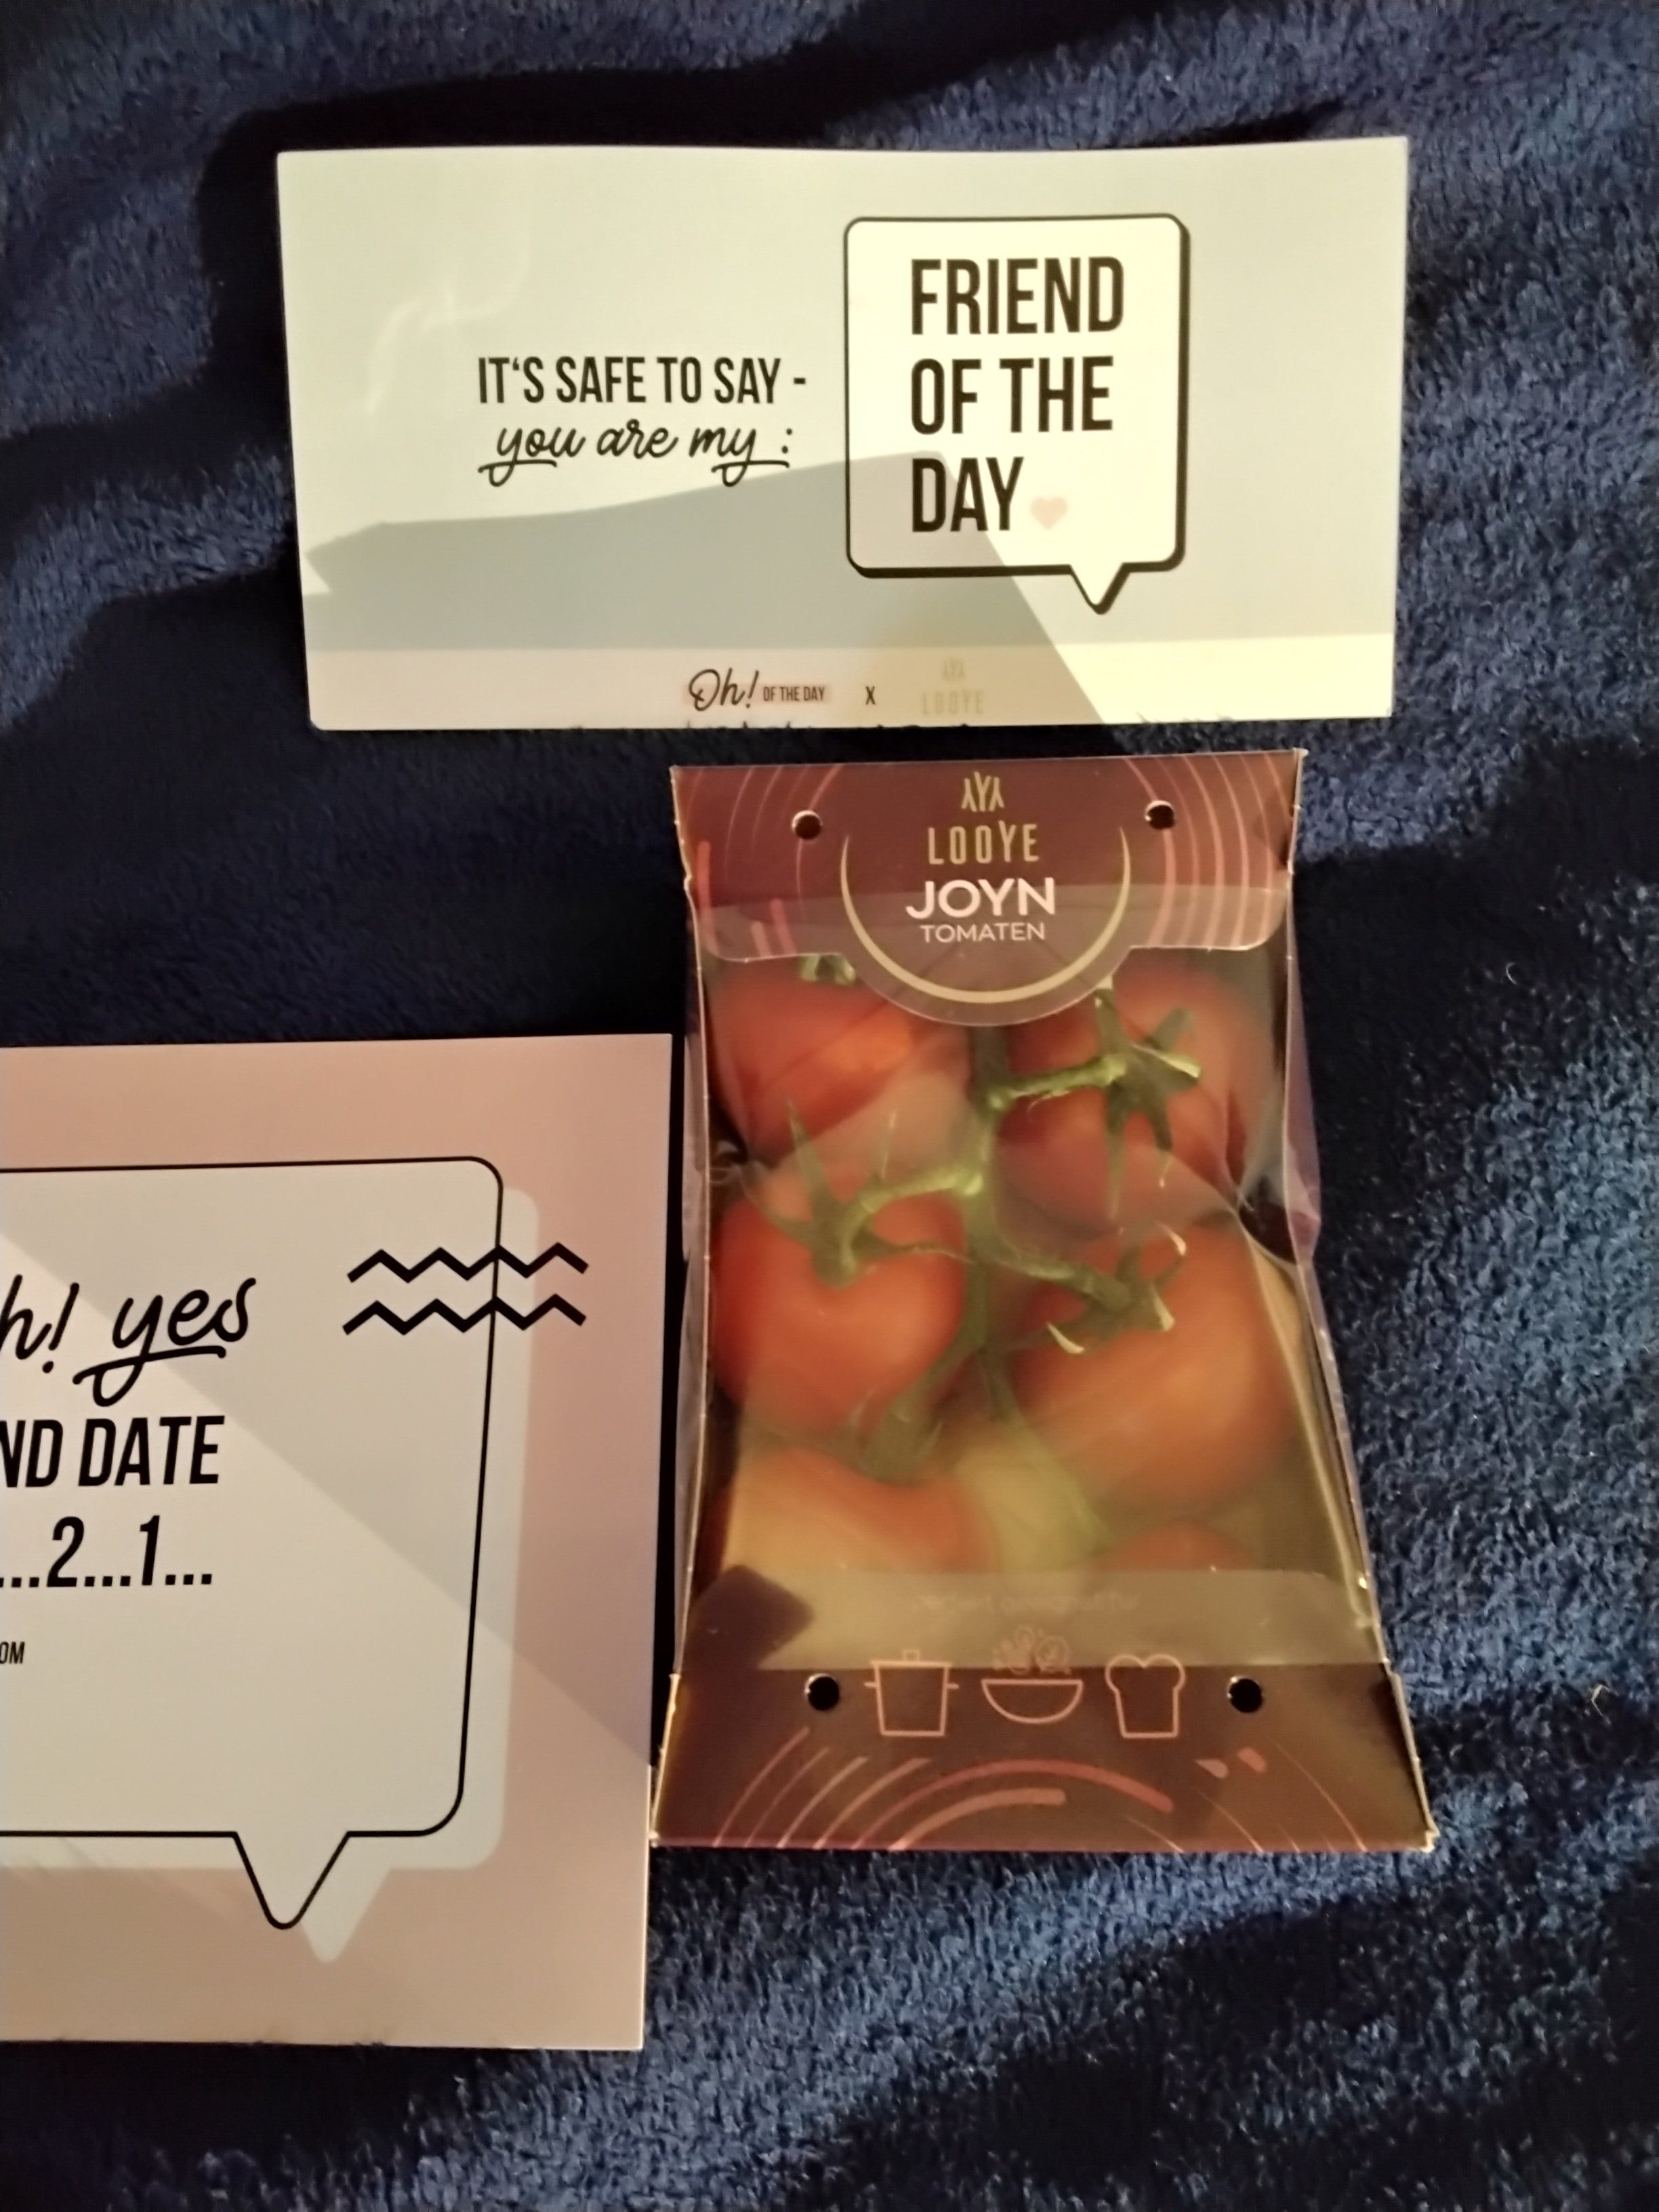 IT'S SAFE TO SAY -
you are my :
FRIEND
OF THE
DAY
Oh! OF THE DAY X LOOYE
LOOYE
JOYN
TOMATEN
h! yes
ND DATE
...2...1...
OM